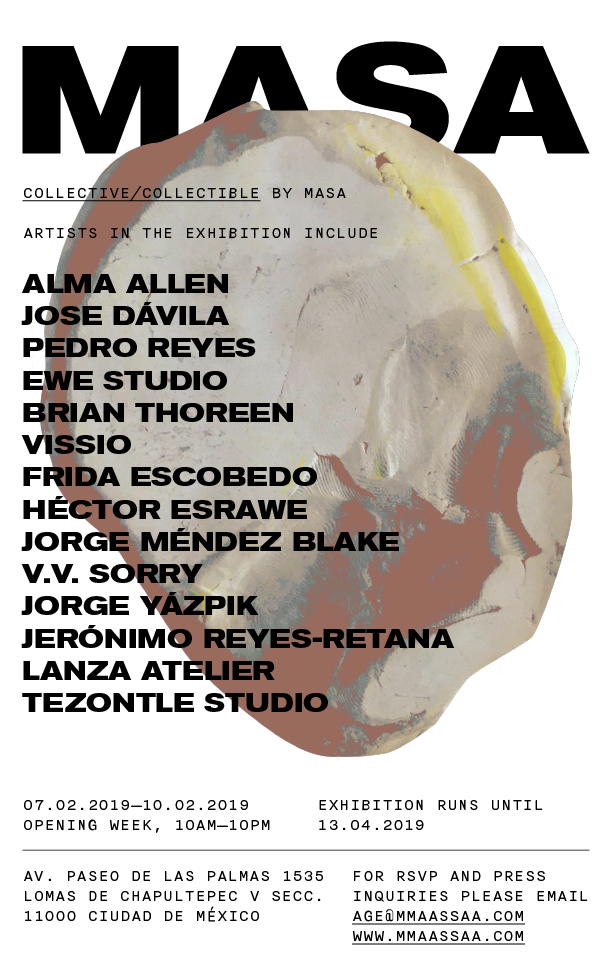 MASA
COLLECTIVE/COLLECTIBLE BY MASA
ARTISTS IN THE EXHIBITION INCLUDE
ALMA ALLEN
JOSE DÁVILA
PEDRO REYES
EWE STUDIO
BRIAN THOREEN
VISSIO
FRIDA ESCOBEDO
HÉCTOR ESRAWE
JORGE MÉNDEZ BLAKE
V.V. SORRY
JORGE YÁZPIK
JERÓNIMO REYES-RETANA
LANZA ATELIER
TEZONTLE STUDIO
07.02.2019—10.02.2019
OPENING WEEK, 10AM—10PM
EXHIBITION RUNS UNTIL
13.04.2019
AV. PASEO DE LAS PALMAS 1535
LOMAS DE CHAPULTEPEC V SECC.
11000 CIUDAD DE MÉXICO
FOR RSVP AND PRESS
INQUIRIES PLEASE EMAIL
AGE@MMAASSAA.COM
WWW.MMAASSAA.COM